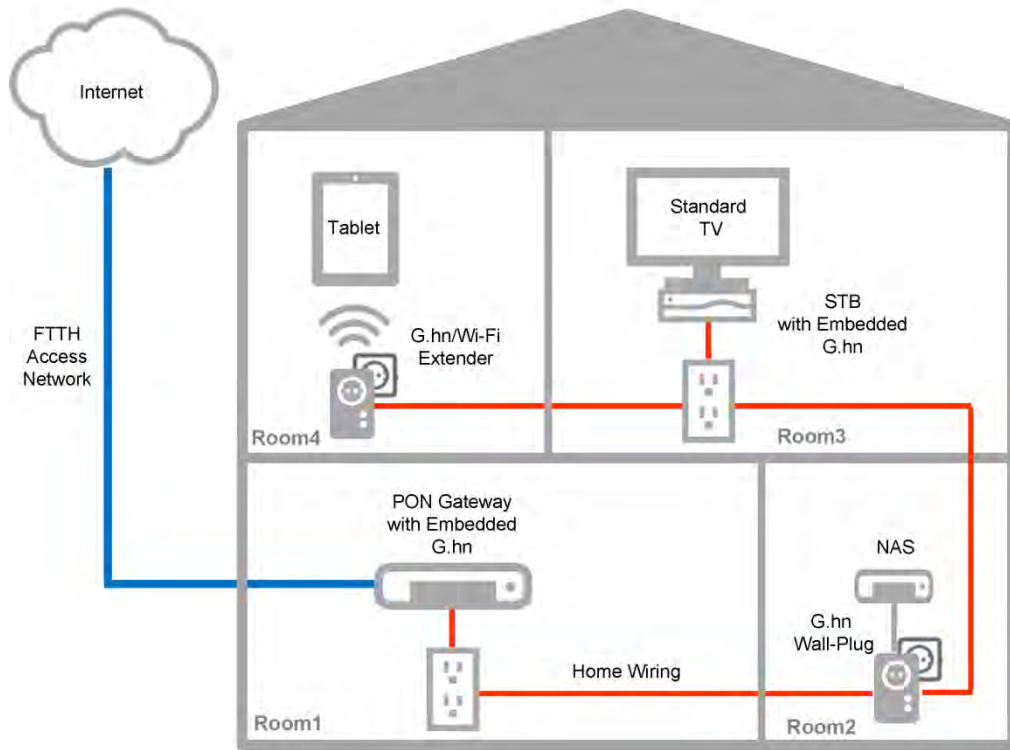 Internet
FTTH
Access
Network
Tablet
G.hn/Wi-Fi
Extender
Room4
Standard
TV
STB
with Embedded
G.hn
Room3
PON Gateway
with Embedded
G.hn
Home Wiring
Room1
NAS
G.hn
Wall-Plug
Room2